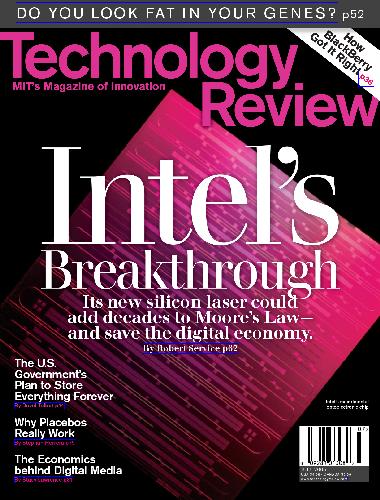 DO YOU LOOK FAT IN YOUR GENES? p52
How
BlackBerry
Got It Right p36
Technology
MIT's Magazine of Innovation
Review
Intel's
Breakthrough
Its new silicon laser could
add decades to Moore's Law—
and save the digital economy.
By Robert Service p62
The U.S.
Government's
Plan to Store
Everything Forever
Why Placebos
Really Work
The Economics
behind Digital Media